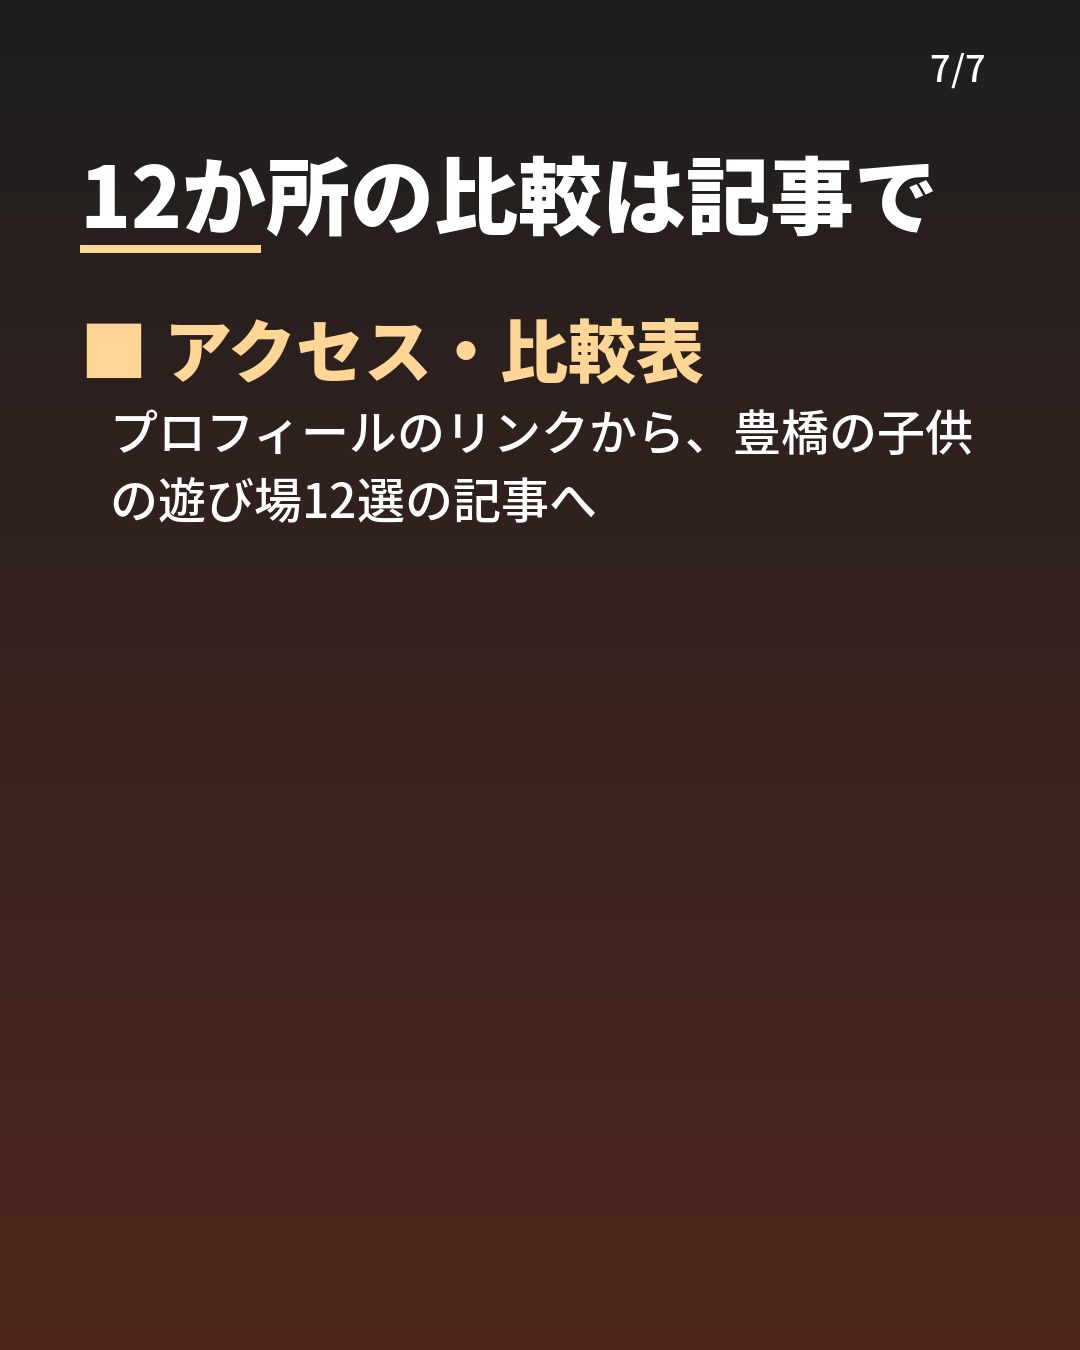 7/7
12か所の比較は記事で
■ アクセス・比較表
プロフィールのリンクから、豊橋の子供
の遊び場12選の記事へ